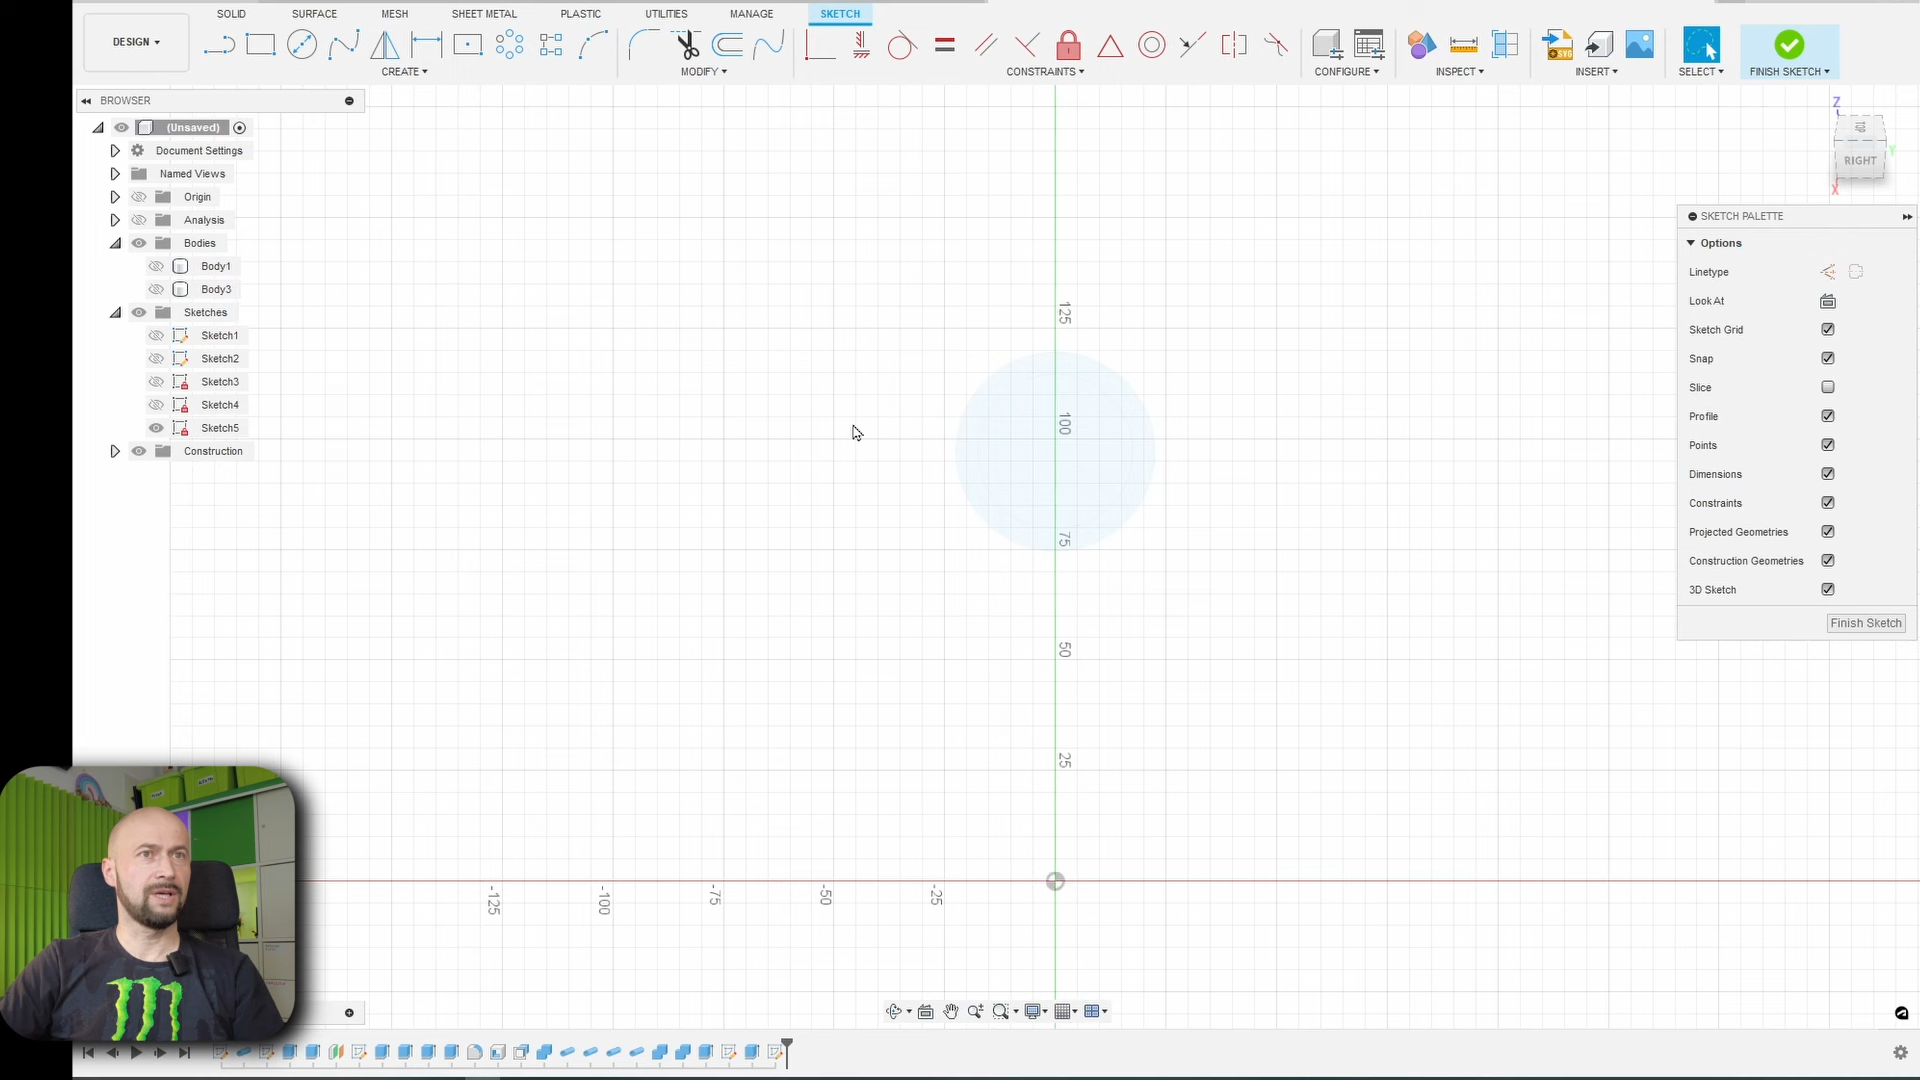 SOLID SURFACE MESH SHEET METAL PLASTIC UTILITIES MANAGE SKETCH
DESIGN
CREATE MODIFY CONSTRAINTS CONFIGURE INSPECT INSERT SELECT FINISH SKETCH
BROWSER
(Unsaved)
Document Settings
Named Views
Origin
Analysis
Bodies
Body1
Body3
Sketches
Sketch1
Sketch2
Sketch3
Sketch4
Sketch5
Construction
125
100
75
50
25
-125
-100
-75
-50
-25
Z
TOP
Y
RIGHT
X
SKETCH PALETTE
Options
Linetype
Look At
Sketch Grid
Snap
Slice
Profile
Points
Dimensions
Constraints
Projected Geometries
Construction Geometries
3D Sketch
Finish Sketch